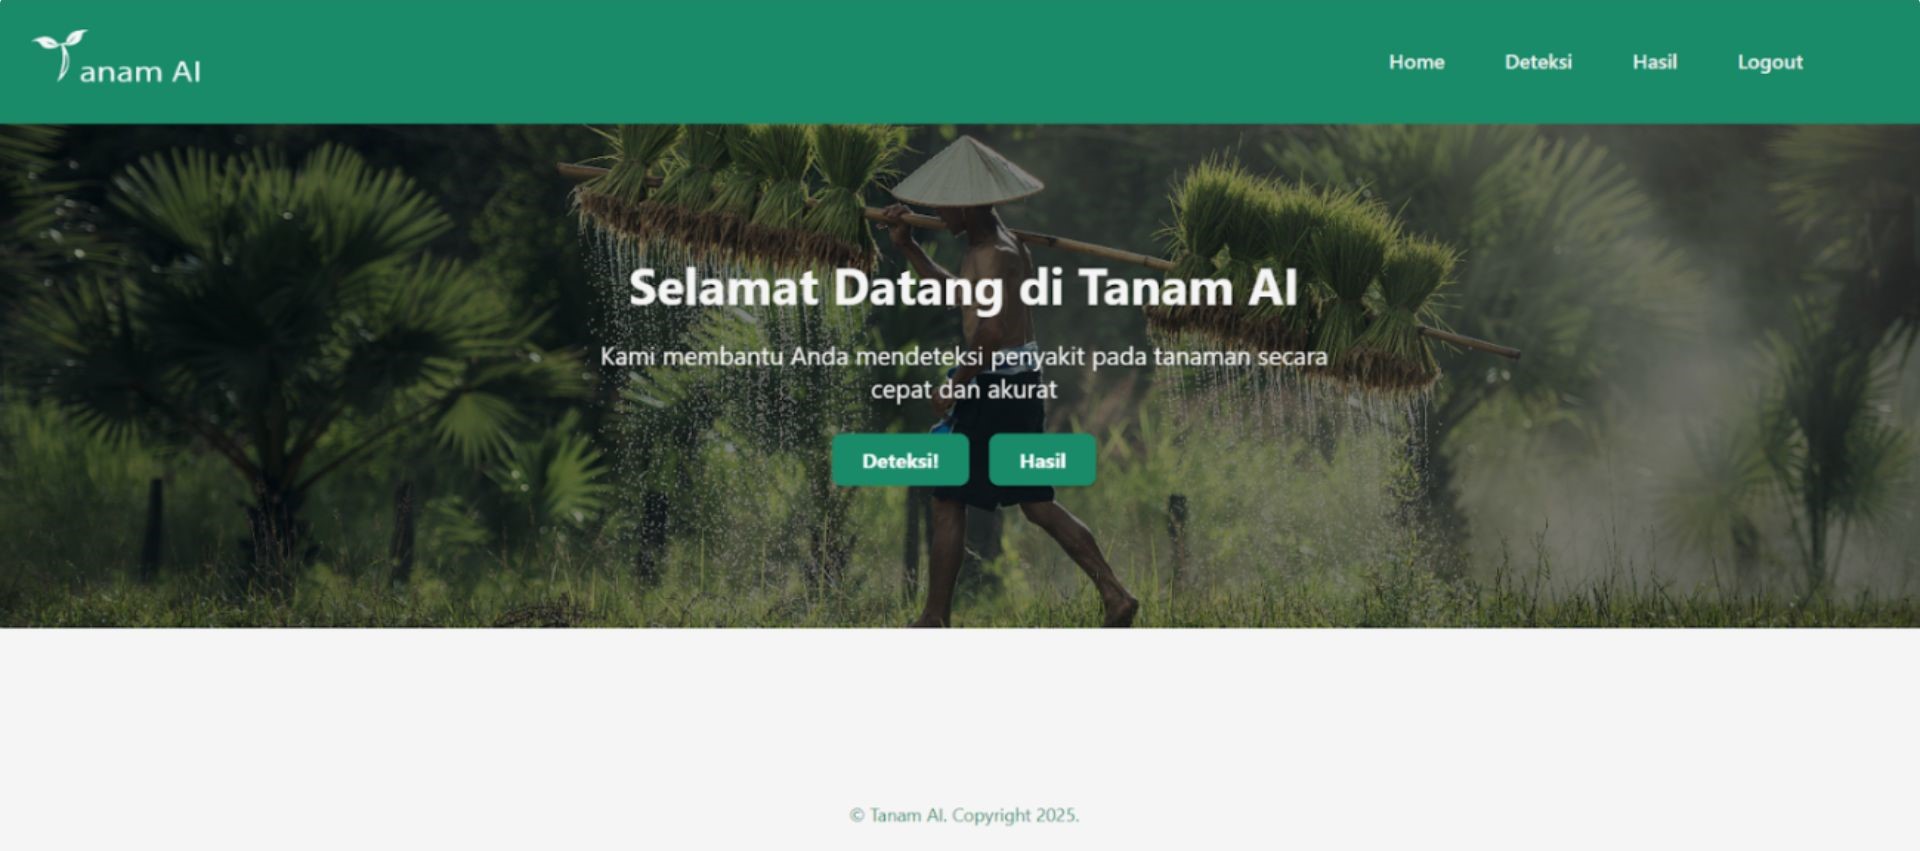 Tanam AI
Home Deteksi Hasil Logout
Selamat Datang di Tanam AI
Kami membantu Anda mendeteksi penyakit pada tanaman secara
cepat dan akurat
Deteksi! Hasil
© Tanam AI. Copyright 2025.